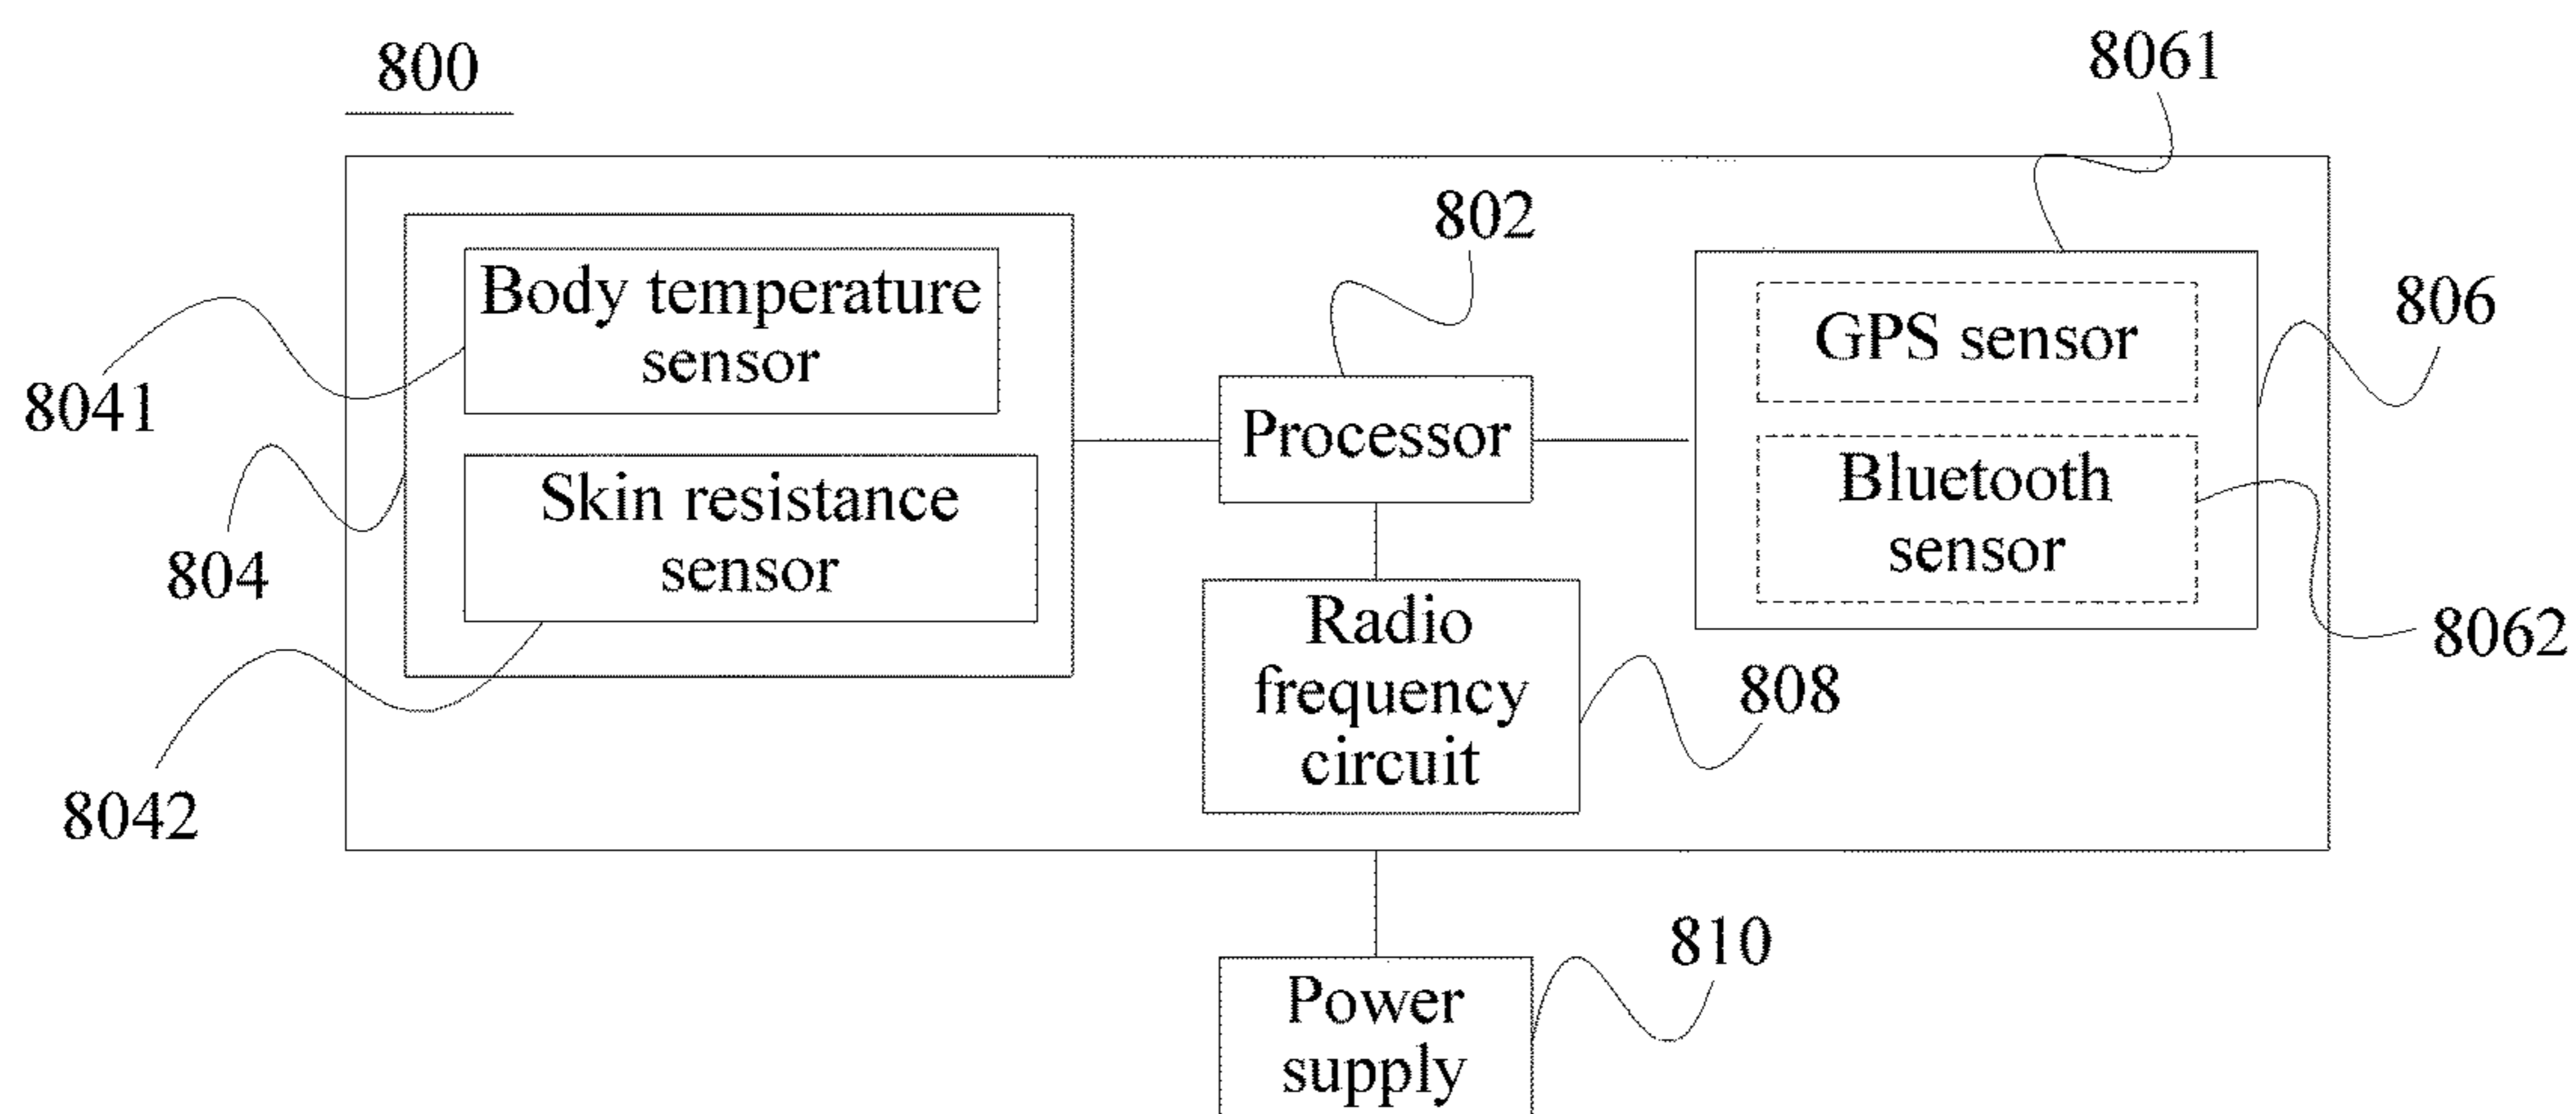 800
8061
802
Body temperature
sensor
GPS sensor
806
8041
Processor
Skin resistance
sensor
Bluetooth
sensor
804
Radio
frequency
circuit
8062
808
8042
810
Power
supply